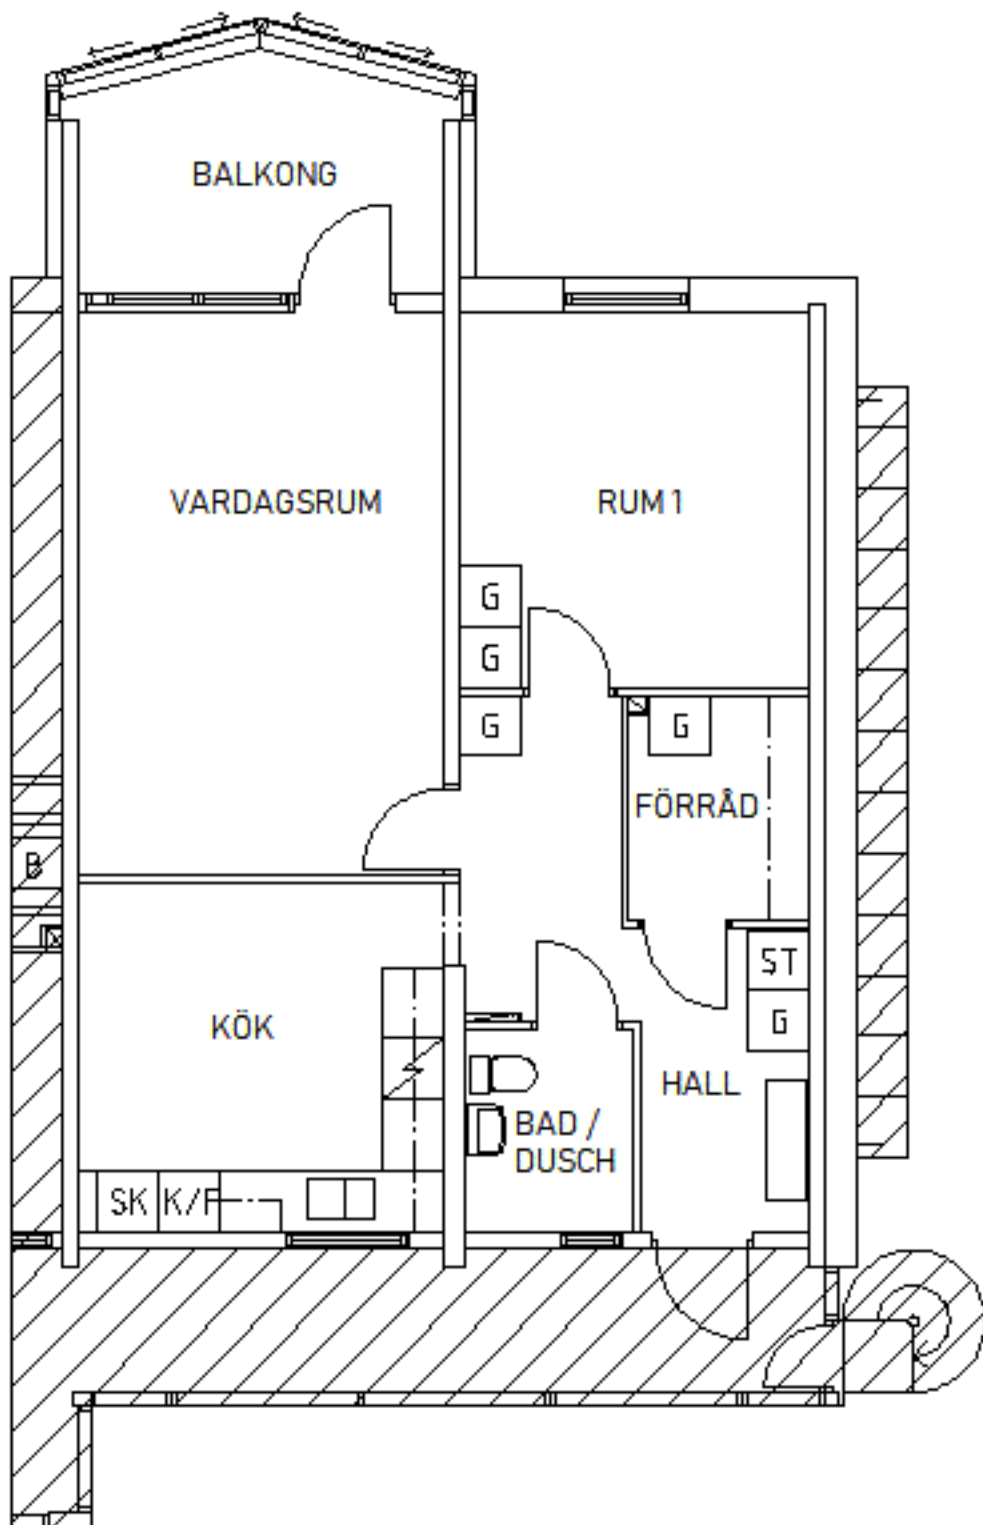 BALKONG
VARDAGSRUM
RUM 1
G
G
G
G
FÖRRÅD
B
ST
KÖK
G
HALL
BAD /
DUSCH
SK K/F